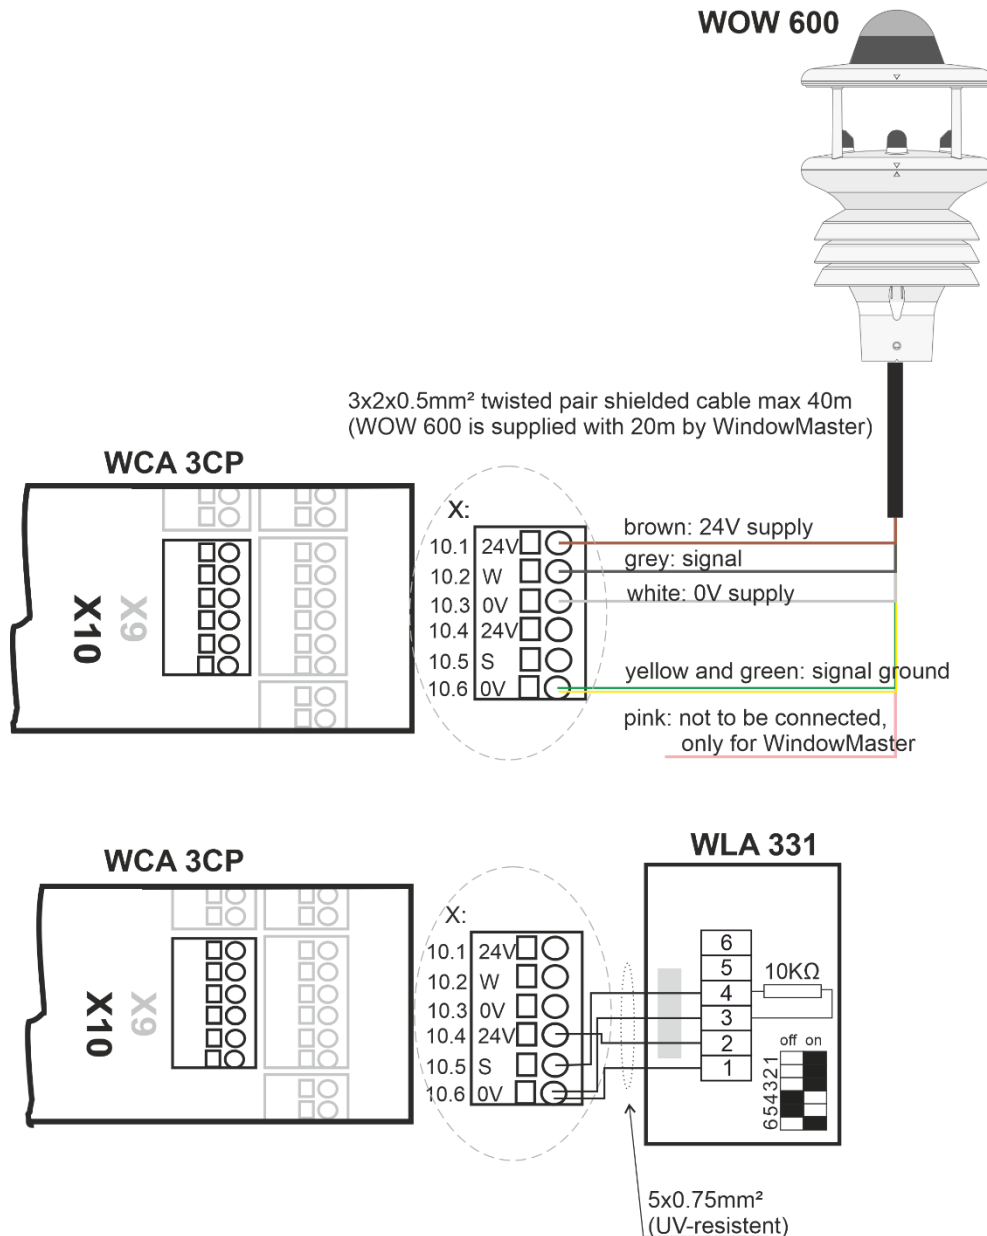 WOW 600
3x2x0.5mm² twisted pair shielded cable max 40m
(WOW 600 is supplied with 20m by WindowMaster)
WCA 3CP
X10
X9
X:
10.1 24V
10.2 W
10.3 0V
10.4 24V
10.5 S
10.6 0V
brown: 24V supply
grey: signal
white: 0V supply
yellow and green: signal ground
pink: not to be connected,
only for WindowMaster
WCA 3CP
X10
X9
X:
10.1 24V
10.2 W
10.3 0V
10.4 24V
10.5 S
10.6 0V
WLA 331
6
5
4
3
2
1
10KΩ
off on
654321
5x0.75mm²
(UV-resistent)